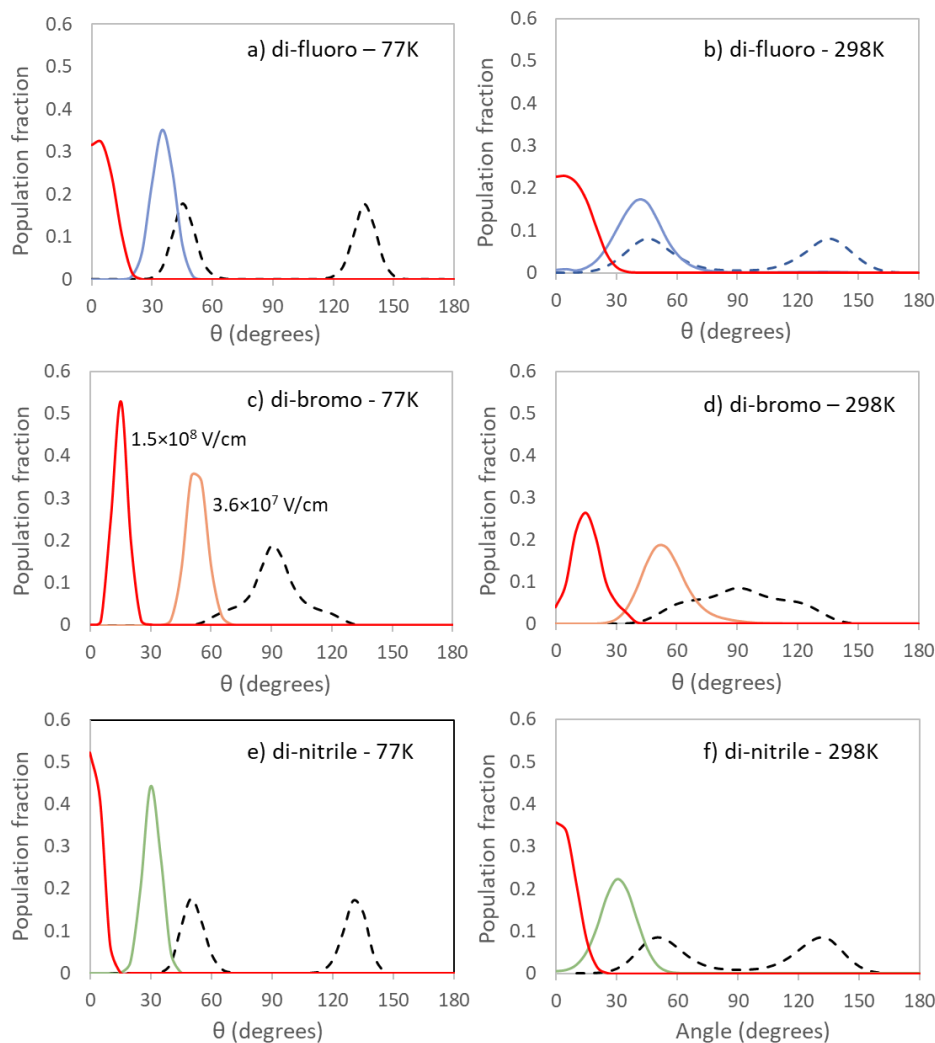 a) di-fluoro – 77K
Population fraction
0.6
0.5
0.4
0.3
0.2
0.1
0
0 30 60 90 120 150 180
θ (degrees)
b) di-fluoro - 298K
Population fraction
0.6
0.5
0.4
0.3
0.2
0.1
0
0 30 60 90 120 150 180
θ (degrees)
c) di-bromo - 77K
1.5×10⁸ V/cm
3.6×10⁷ V/cm
Population fraction
0.6
0.5
0.4
0.3
0.2
0.1
0
0 30 60 90 120 150 180
θ (degrees)
d) di-bromo – 298K
Population fraction
0.6
0.5
0.4
0.3
0.2
0.1
0
0 30 60 90 120 150 180
θ (degrees)
e) di-nitrile - 77K
Population fraction
0.6
0.5
0.4
0.3
0.2
0.1
0
0 30 60 90 120 150 180
θ (degrees)
f) di-nitrile - 298K
Population fraction
0.6
0.5
0.4
0.3
0.2
0.1
0
0 30 60 90 120 150 180
Angle (degrees)